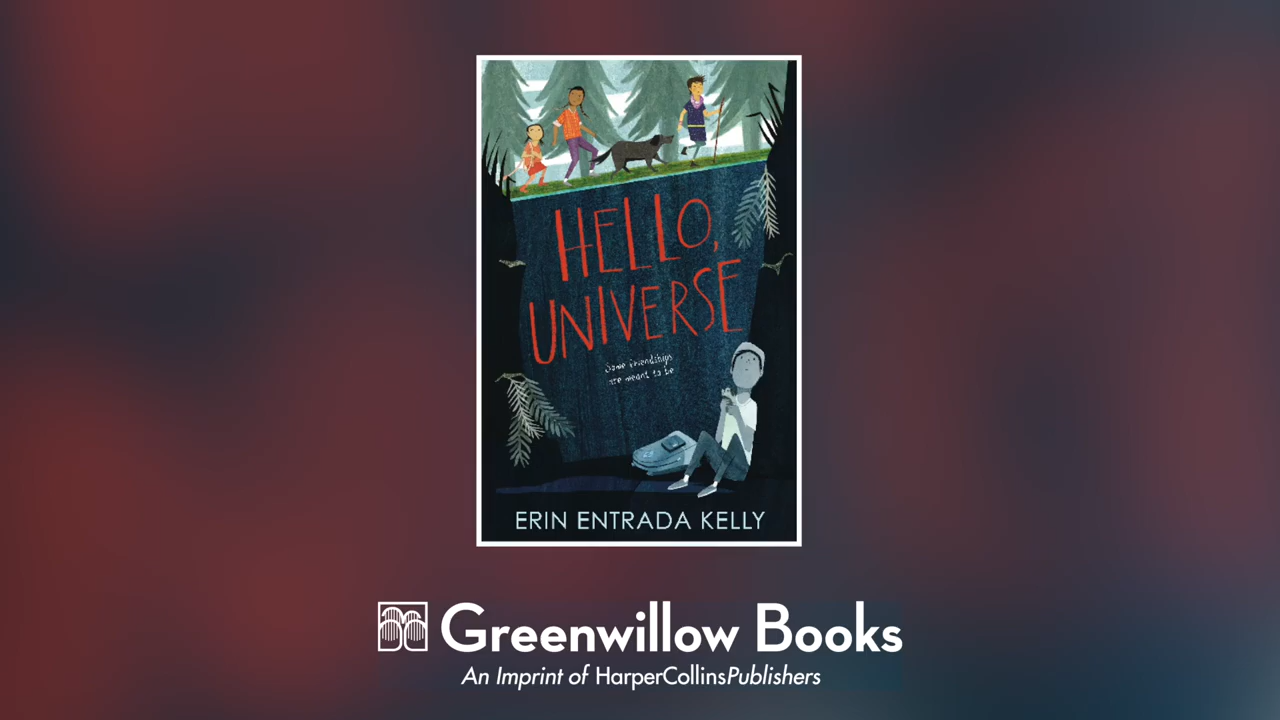 HELLO,
UNIVERSE
Some friendships
are meant to be
ERIN ENTRADA KELLY
Greenwillow Books
An Imprint of HarperCollinsPublishers